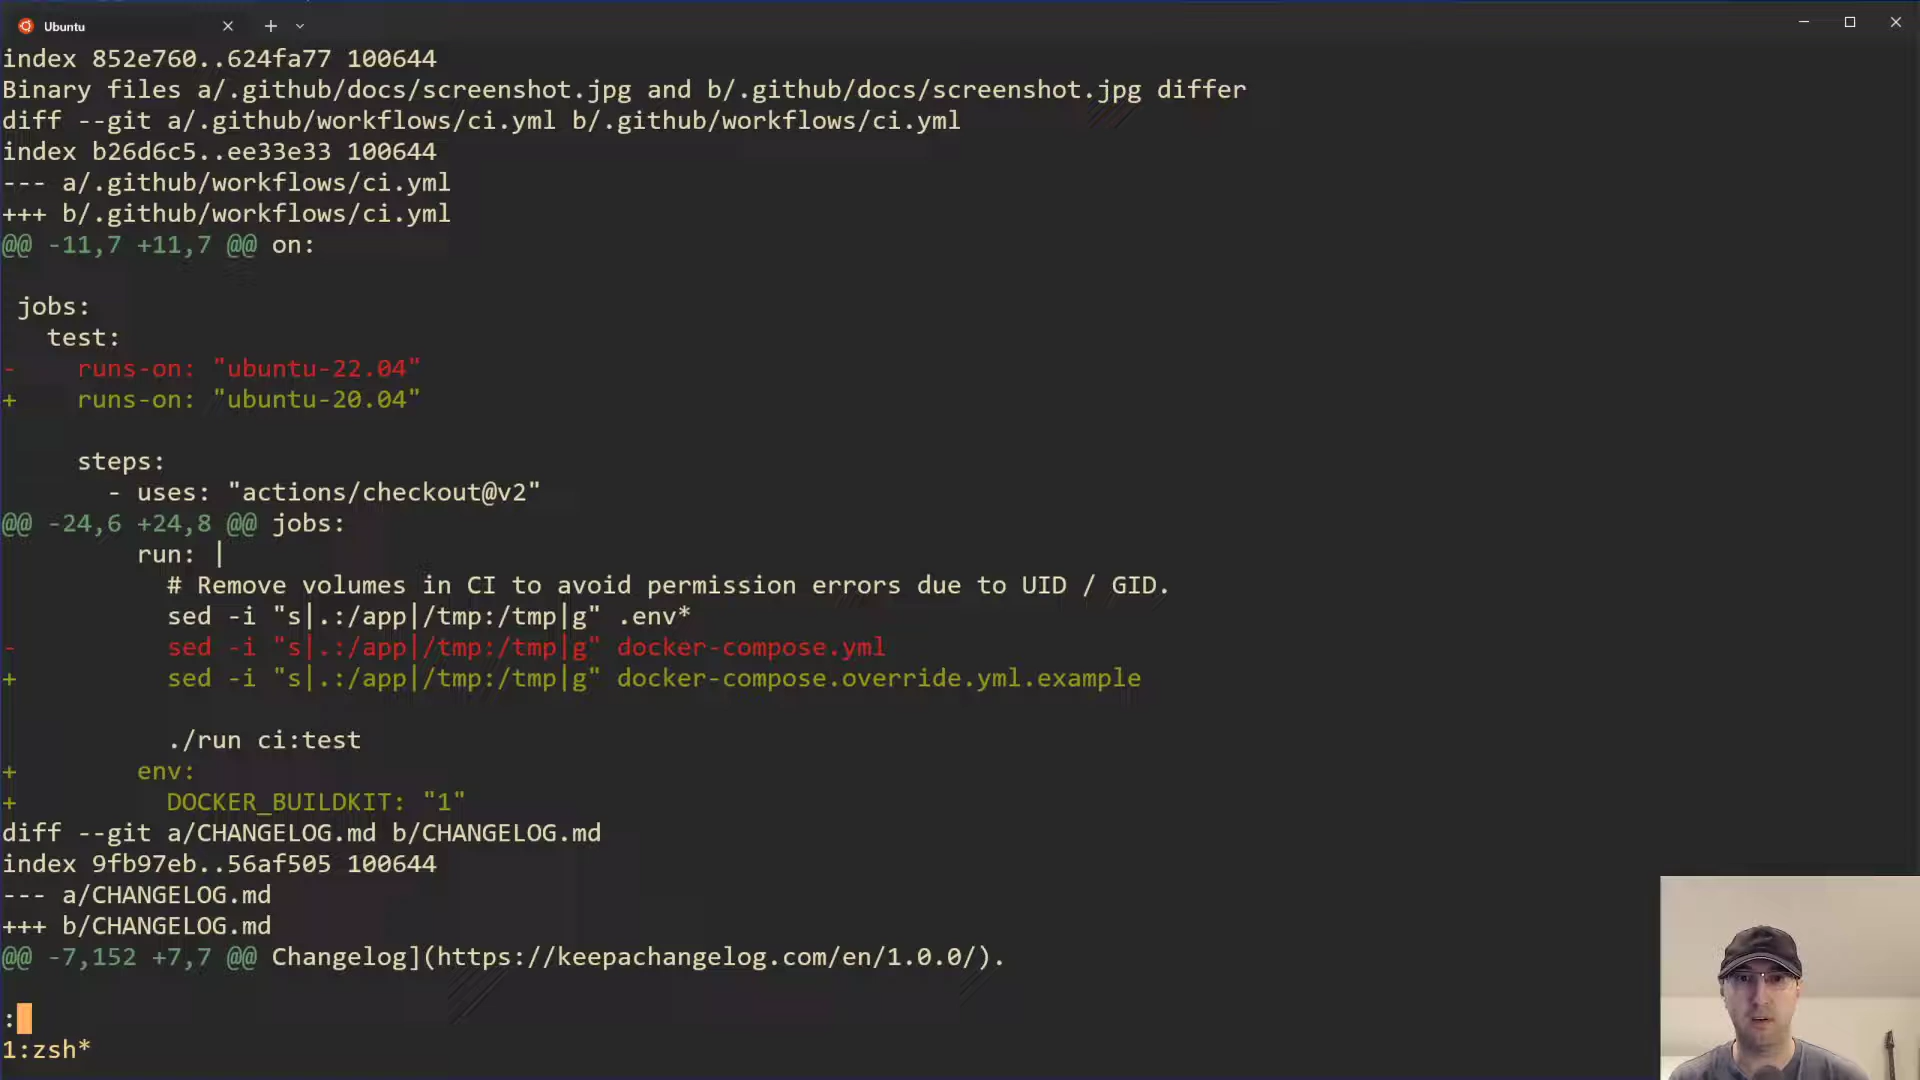 Ubuntu
index 852e760..624fa77 100644
Binary files a/.github/docs/screenshot.jpg and b/.github/docs/screenshot.jpg differ
diff --git a/.github/workflows/ci.yml b/.github/workflows/ci.yml
index b26d6c5..ee33e33 100644
--- a/.github/workflows/ci.yml
+++ b/.github/workflows/ci.yml
@@ -11,7 +11,7 @@ on:
 jobs:
   test:
-    runs-on: "ubuntu-22.04"
+    runs-on: "ubuntu-20.04"
     steps:
       - uses: "actions/checkout@v2"
@@ -24,6 +24,8 @@ jobs:
         run: |
           # Remove volumes in CI to avoid permission errors due to UID / GID.
           sed -i "s|.:/app|/tmp:/tmp|g" .env*
-          sed -i "s|.:/app|/tmp:/tmp|g" docker-compose.yml
+          sed -i "s|.:/app|/tmp:/tmp|g" docker-compose.override.yml.example
           ./run ci:test
+        env:
+          DOCKER_BUILDKIT: "1"
diff --git a/CHANGELOG.md b/CHANGELOG.md
index 9fb97eb..56af505 100644
--- a/CHANGELOG.md
+++ b/CHANGELOG.md
@@ -7,152 +7,7 @@ Changelog](https://keepachangelog.com/en/1.0.0/).
:
1:zsh*